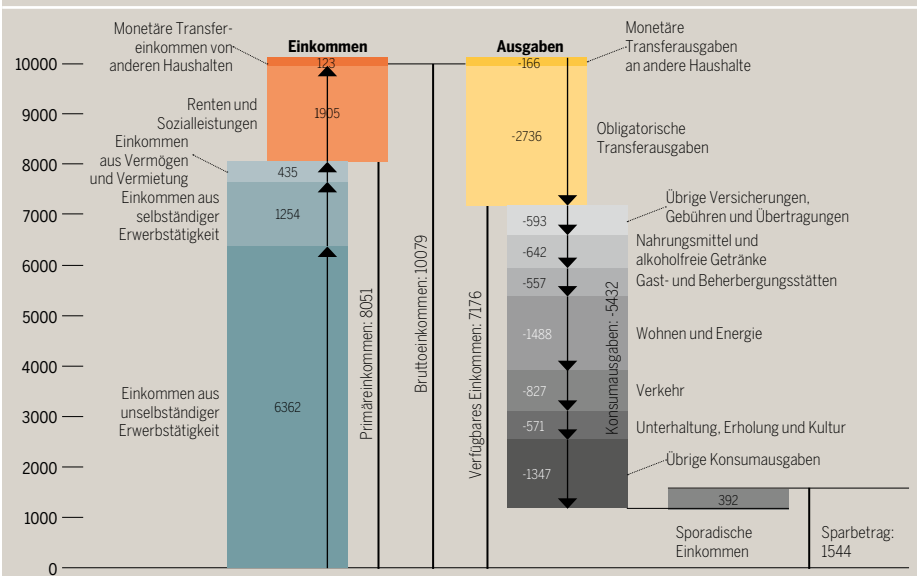 Monetäre Transfer-
einkommen von
anderen Haushalten
Einkommen
Ausgaben
Monetäre
Transferausgaben
an andere Haushalte
10000
9000
8000
7000
6000
5000
4000
3000
2000
1000
0
123
1905
Renten und
Sozialleistungen
Einkommen
aus Vermögen
und Vermietung
435
Einkommen aus
selbständiger
Erwerbstätigkeit
1254
Einkommen aus
unselbständiger
Erwerbstätigkeit
6362
Primäreinkommen: 8051
Bruttoeinkommen: 10079
Verfügbares Einkommen: 7176
-166
-2736
Obligatorische
Transferausgaben
-593
Übrige Versicherungen,
Gebühren und Übertragungen
-642
Nahrungsmittel und
alkoholfreie Getränke
-557
Gast- und Beherbergungsstätten
-1488
Wohnen und Energie
-827
Verkehr
-571
Unterhaltung, Erholung und Kultur
-1347
Übrige Konsumausgaben
Konsumausgaben: -5432
392
Sporadische
Einkommen
Sparbetrag:
1544